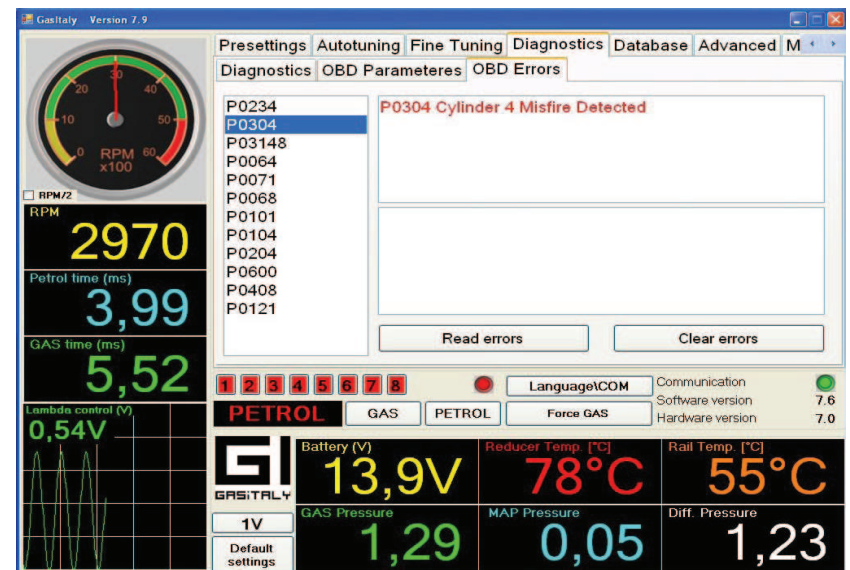 GasItaly Version 7.9
Presettings Autotuning Fine Tuning Diagnostics Database Advanced M
Diagnostics OBD Parameteres OBD Errors
0 10 20 30 40 50 60
RPM
x100
RPM/2
P0234
P0304
P03148
P0064
P0071
P0068
P0101
P0104
P0204
P0600
P0408
P0121
P0304 Cylinder 4 Misfire Detected
Read errors Clear errors
RPM
2970
Petrol time (ms)
3,99
GAS time (ms)
5,52
Lambda control (V)
0,54V
1 2 3 4 5 6 7 8
Language\COM
PETROL GAS PETROL Force GAS
Communication
Software version 7.6
Hardware version 7.0
GI
GASiTALY
1V
Default
settings
Battery (V)
13,9V
Reducer Temp. [°C]
78°C
Rail Temp. [°C]
55°C
GAS Pressure
1,29
MAP Pressure
0,05
Diff. Pressure
1,23